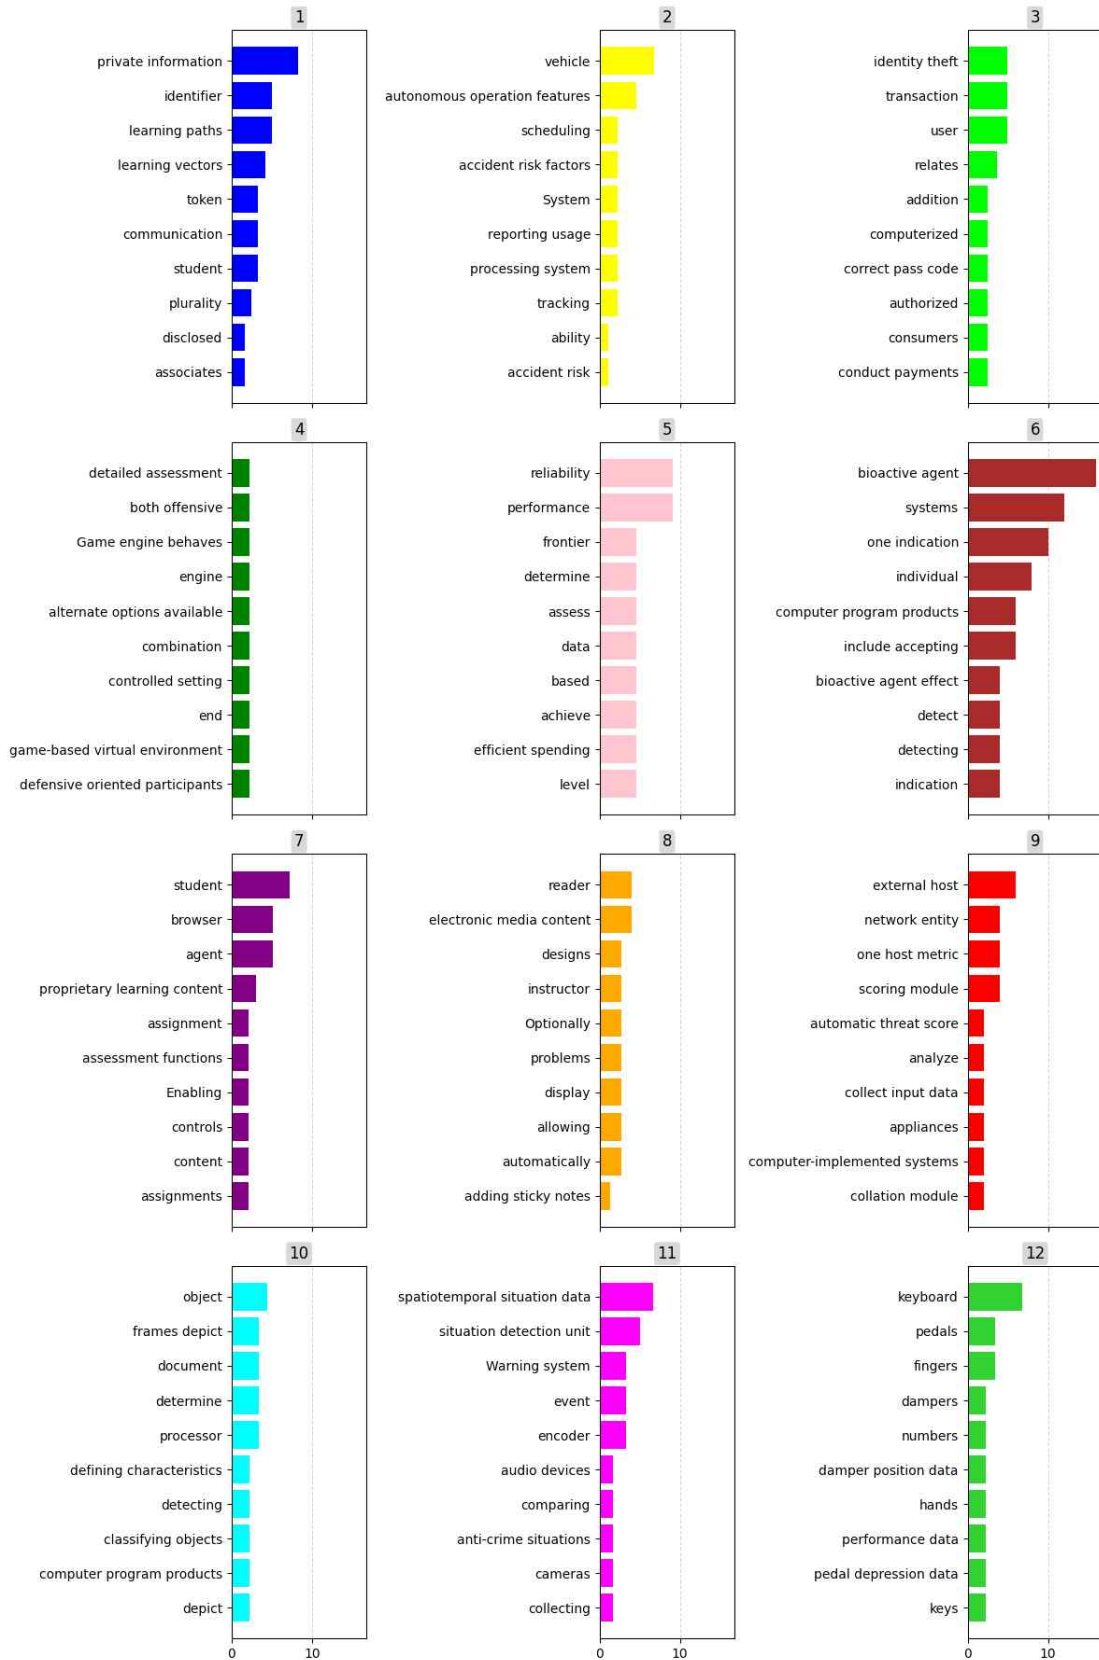 1
private information
identifier
learning paths
learning vectors
token
communication
student
plurality
disclosed
associates
2
vehicle
autonomous operation features
scheduling
accident risk factors
System
reporting usage
processing system
tracking
ability
accident risk
3
identity theft
transaction
user
relates
addition
computerized
correct pass code
authorized
consumers
conduct payments
4
detailed assessment
both offensive
Game engine behaves
engine
alternate options available
combination
controlled setting
end
game-based virtual environment
defensive oriented participants
5
reliability
performance
frontier
determine
assess
data
based
achieve
efficient spending
level
6
bioactive agent
systems
one indication
individual
computer program products
include accepting
bioactive agent effect
detect
detecting
indication
7
student
browser
agent
proprietary learning content
assignment
assessment functions
Enabling
controls
content
assignments
8
reader
electronic media content
designs
instructor
Optionally
problems
display
allowing
automatically
adding sticky notes
9
external host
network entity
one host metric
scoring module
automatic threat score
analyze
collect input data
appliances
computer-implemented systems
collation module
10
object
frames depict
document
determine
processor
defining characteristics
detecting
classifying objects
computer program products
depict
0 10
11
spatiotemporal situation data
situation detection unit
Warning system
event
encoder
audio devices
comparing
anti-crime situations
cameras
collecting
0 10
12
keyboard
pedals
fingers
dampers
numbers
damper position data
hands
performance data
pedal depression data
keys
0 10